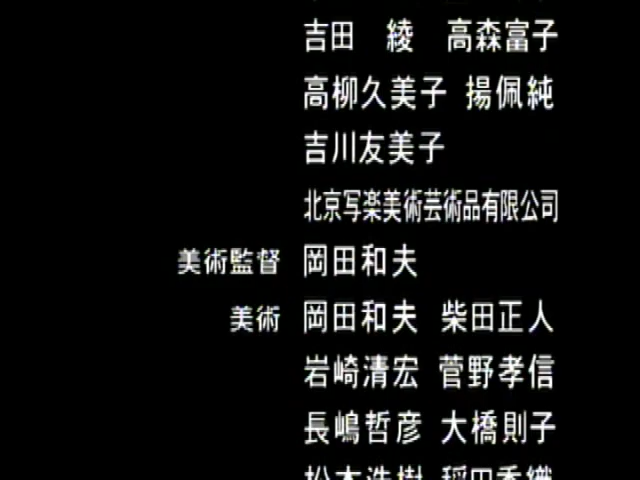 吉田　綾　高森富子
高柳久美子 揚佩純
吉川友美子
北京写楽美術芸術品有限公司
美術監督 岡田和夫
美術 岡田和夫 柴田正人
岩崎清宏 菅野孝信
長嶋哲彦 大橋則子